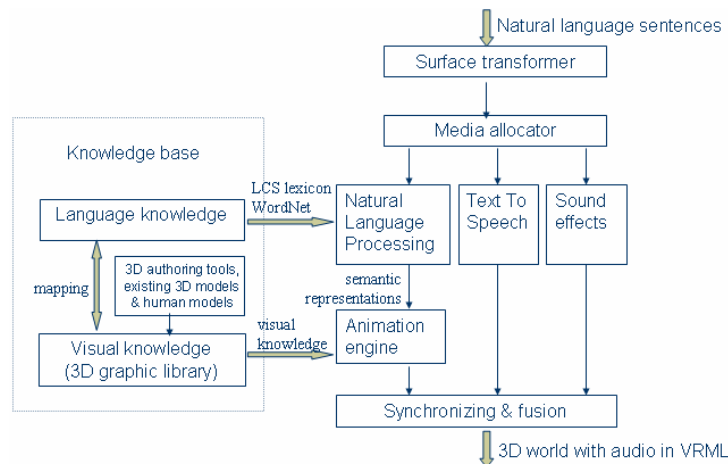 Natural language sentences
Surface transformer
Media allocator
Knowledge base
LCS lexicon
WordNet
Language knowledge
Natural
Language
Processing
Text To
Speech
Sound
effects
mapping
3D authoring tools,
existing 3D models
& human models
semantic
representations
Visual knowledge
(3D graphic library)
visual
knowledge
Animation
engine
Synchronizing & fusion
3D world with audio in VRML